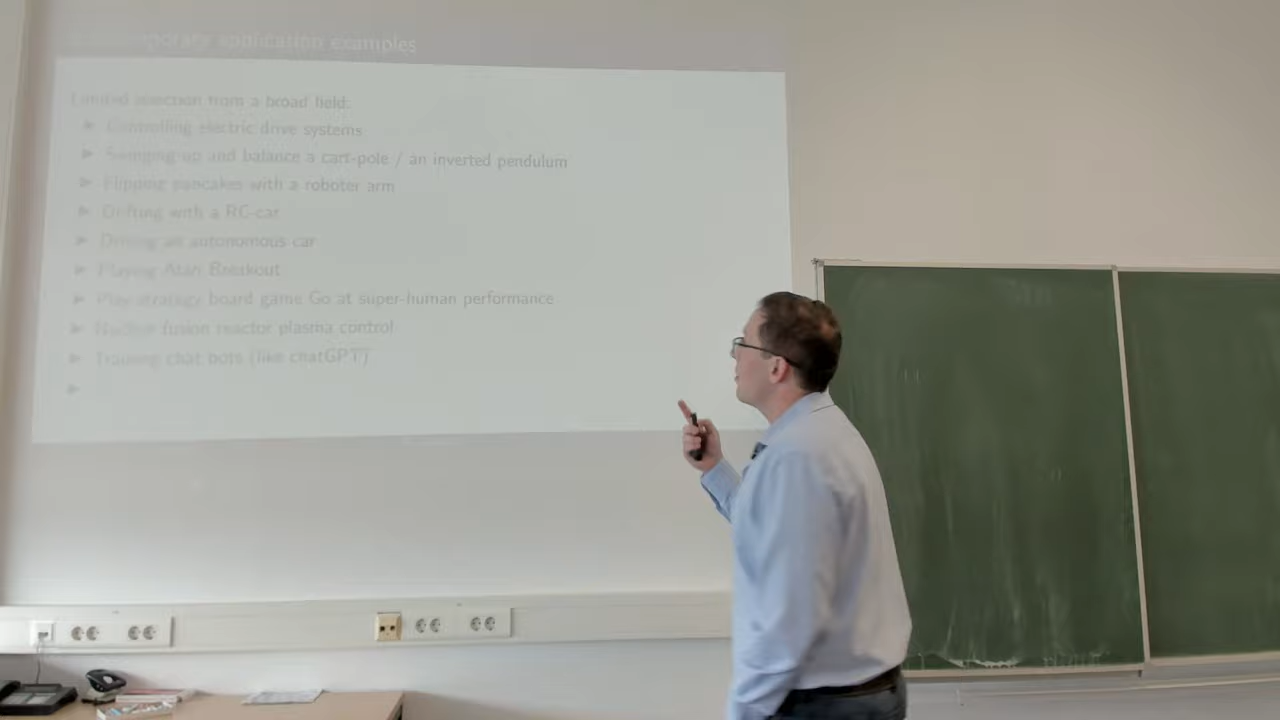 application examples
Limited selection from a broad field:
Controlling electric drive systems
Swinging-up and balance a cart-pole / an inverted pendulum
Flipping pancakes with a roboter arm
Drifting with a RC-car
Driving an autonomous car
Playing Atari Breakout
Play strategy board game Go at super-human performance
Nuclear fusion reactor plasma control
Training chat bots (like chatGPT)